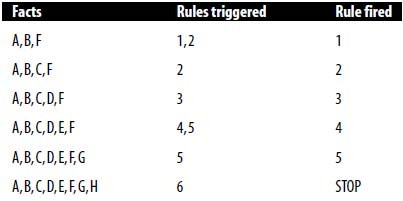 Facts Rules triggered Rule fired
A,B,F 1,2 1
A,B,C,F 2 2
A,B,C,D,F 3 3
A,B,C,D,E,F 4,5 4
A,B,C,D,E,F,G 5 5
A,B,C,D,E,F,G,H 6 STOP